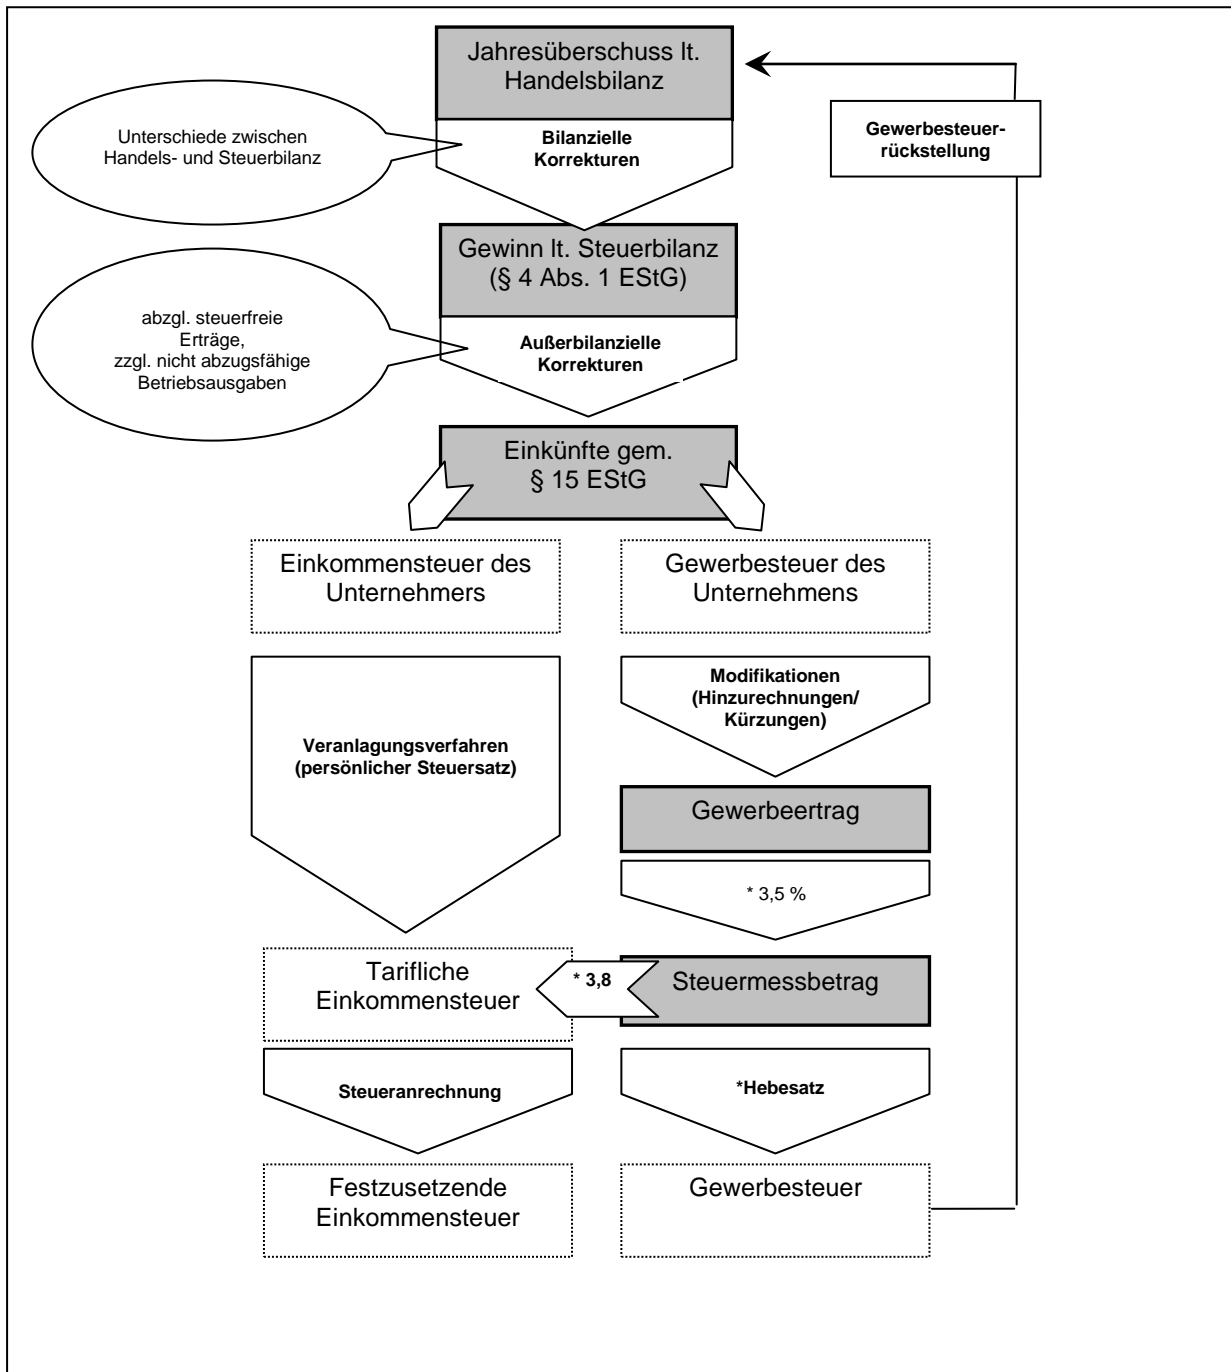 Jahresüberschuss lt.
Handelsbilanz
Gewerbesteuer-
rückstellung
Unterschiede zwischen
Handels- und Steuerbilanz
Bilanzielle
Korrekturen
Gewinn lt. Steuerbilanz
(§ 4 Abs. 1 EStG)
abzgl. steuerfreie
Erträge,
zzgl. nicht abzugsfähige
Betriebsausgaben
Außerbilanzielle
Korrekturen
Einkünfte gem.
§ 15 EStG
Einkommensteuer des
Unternehmers
Gewerbesteuer des
Unternehmens
Veranlagungsverfahren
(persönlicher Steuersatz)
Modifikationen
(Hinzurechnungen/
Kürzungen)
Gewerbeertrag
* 3,5 %
Tarifliche
Einkommensteuer
* 3,8
Steuermessbetrag
Steueranrechnung
*Hebesatz
Festzusetzende
Einkommensteuer
Gewerbesteuer